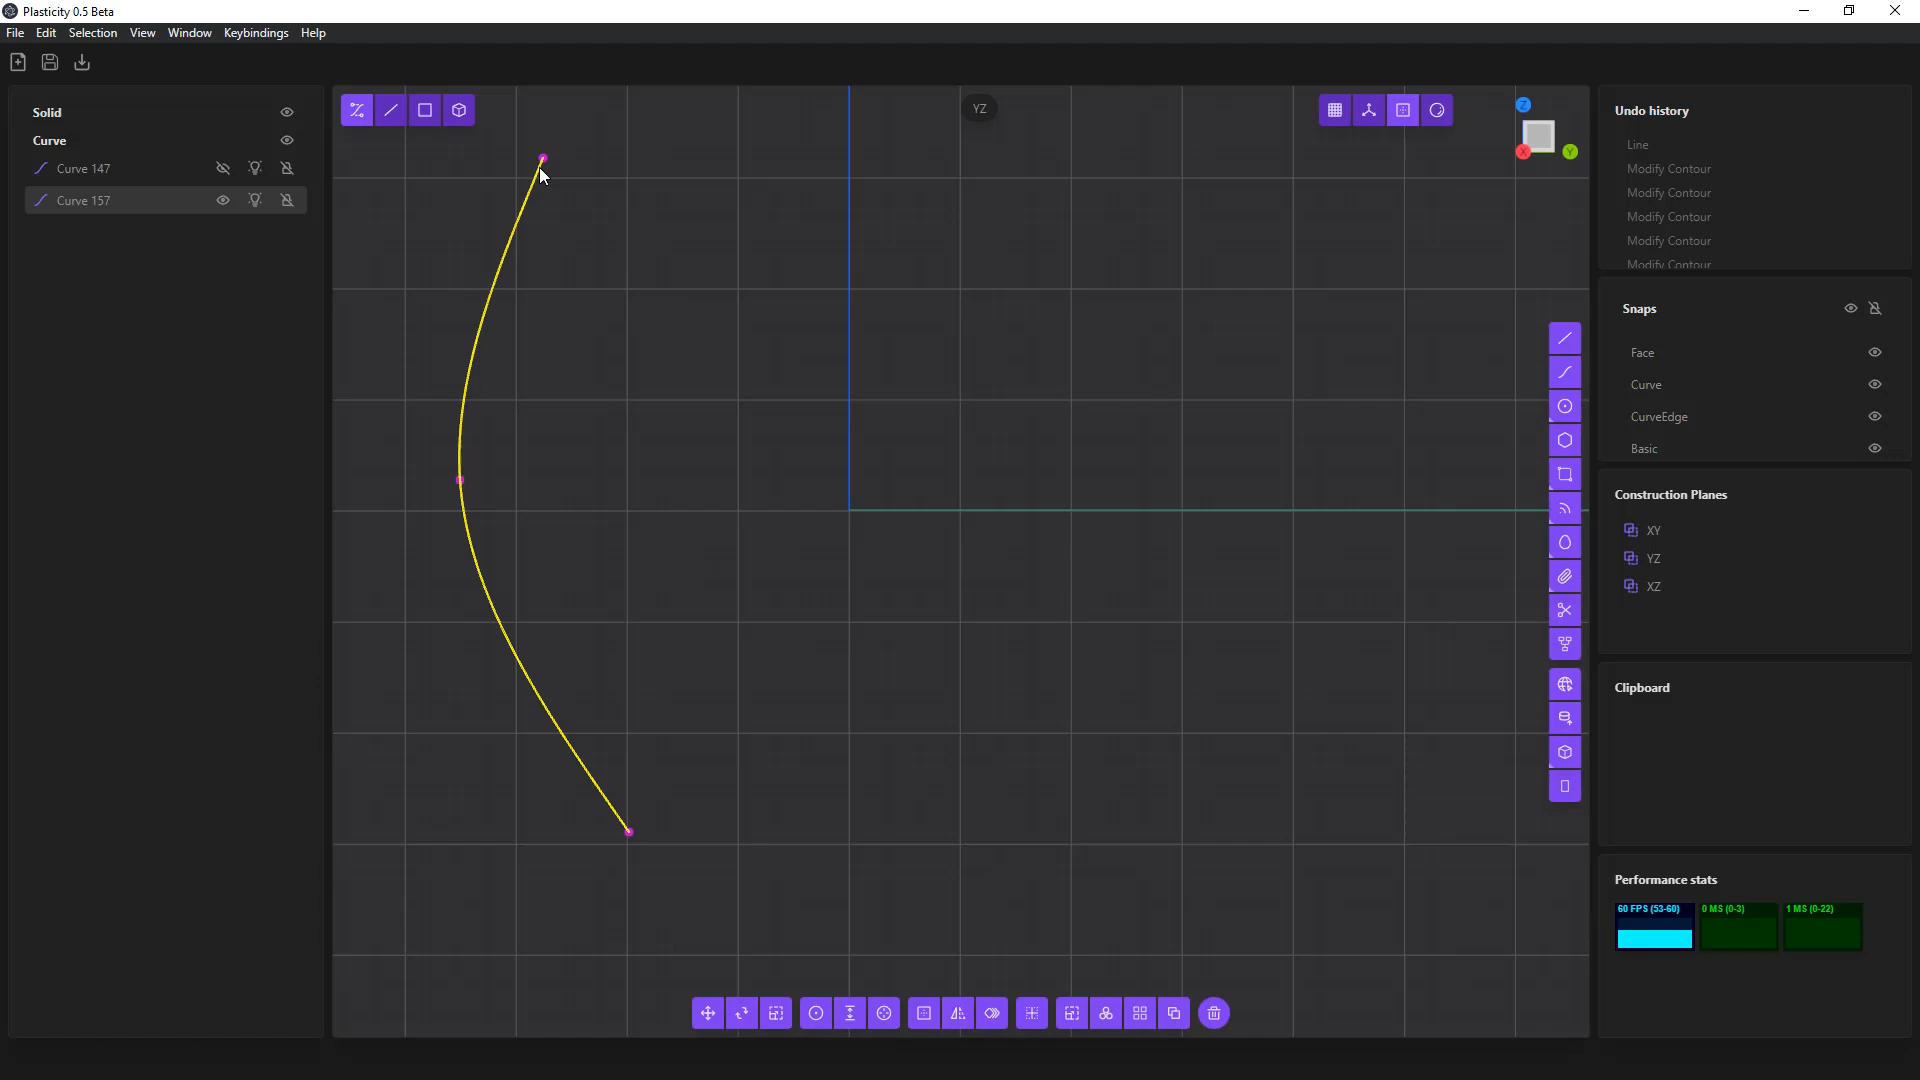 Plasticity 0.5 Beta
File Edit Selection View Window Keybindings Help
Solid
Curve
Curve 147
Curve 157
YZ
Z
X
Y
Undo history
Line
Modify Contour
Modify Contour
Modify Contour
Modify Contour
Modify Contour
Snaps
Face
Curve
CurveEdge
Basic
Construction Planes
XY
YZ
XZ
Clipboard
Performance stats
60 FPS (53-60) 0 MS (0-3) 1 MS (0-22)